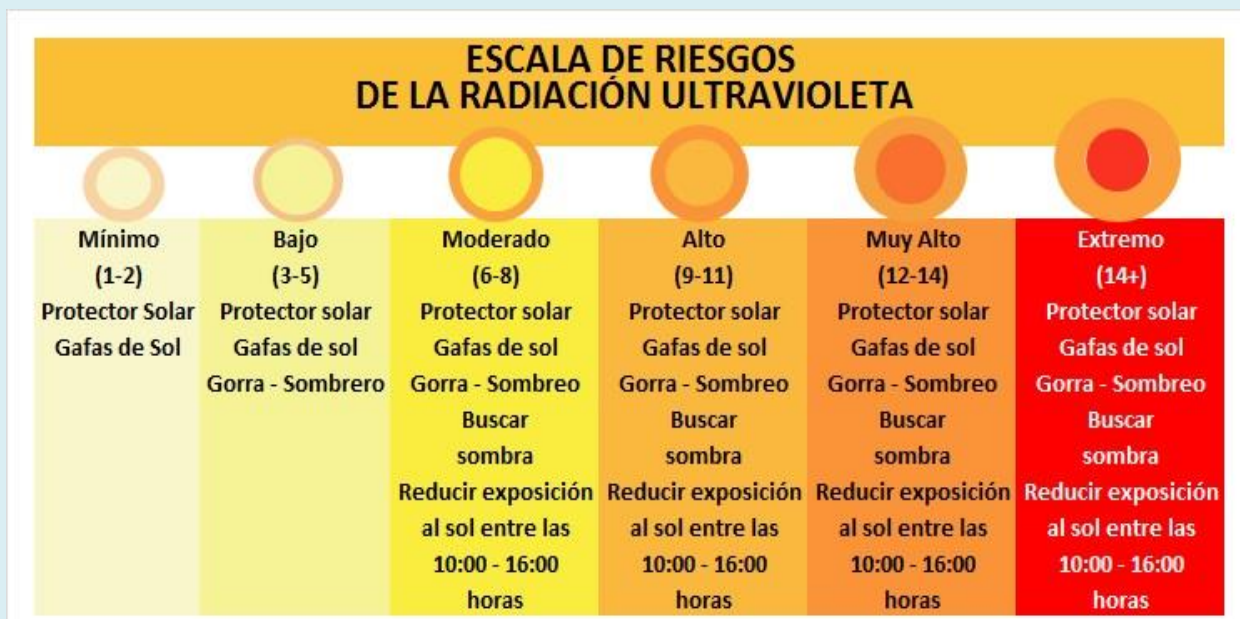 ESCALA DE RIESGOS
DE LA RADIACIÓN ULTRAVIOLETA
Mínimo
(1-2)
Protector Solar
Gafas de Sol
Bajo
(3-5)
Protector solar
Gafas de sol
Gorra - Sombrero
Moderado
(6-8)
Protector solar
Gafas de sol
Gorra - Sombreo
Buscar
sombra
Reducir exposición
al sol entre las
10:00 - 16:00
horas
Alto
(9-11)
Protector solar
Gafas de sol
Gorra - Sombreo
Buscar
sombra
Reducir exposición
al sol entre las
10:00 - 16:00
horas
Muy Alto
(12-14)
Protector solar
Gafas de sol
Gorra - Sombreo
Buscar
sombra
Reducir exposición
al sol entre las
10:00 - 16:00
horas
Extremo
(14+)
Protector solar
Gafas de sol
Gorra - Sombreo
Buscar
sombra
Reducir exposición
al sol entre las
10:00 - 16:00
horas